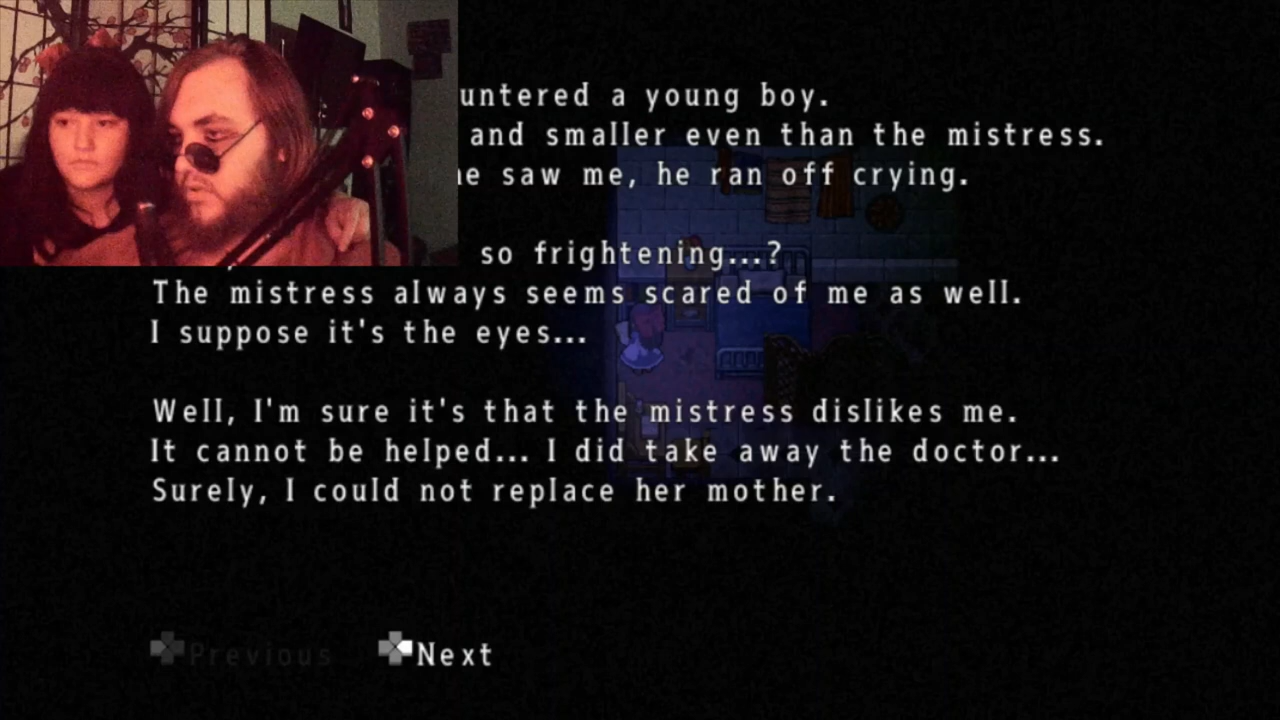 untered a young boy.
and smaller even than the mistress.
he saw me, he ran off crying.
so frightening...?
The mistress always seems scared of me as well.
I suppose it's the eyes...
Well, I'm sure it's that the mistress dislikes me.
It cannot be helped... I did take away the doctor...
Surely, I could not replace her mother.
Previous Next